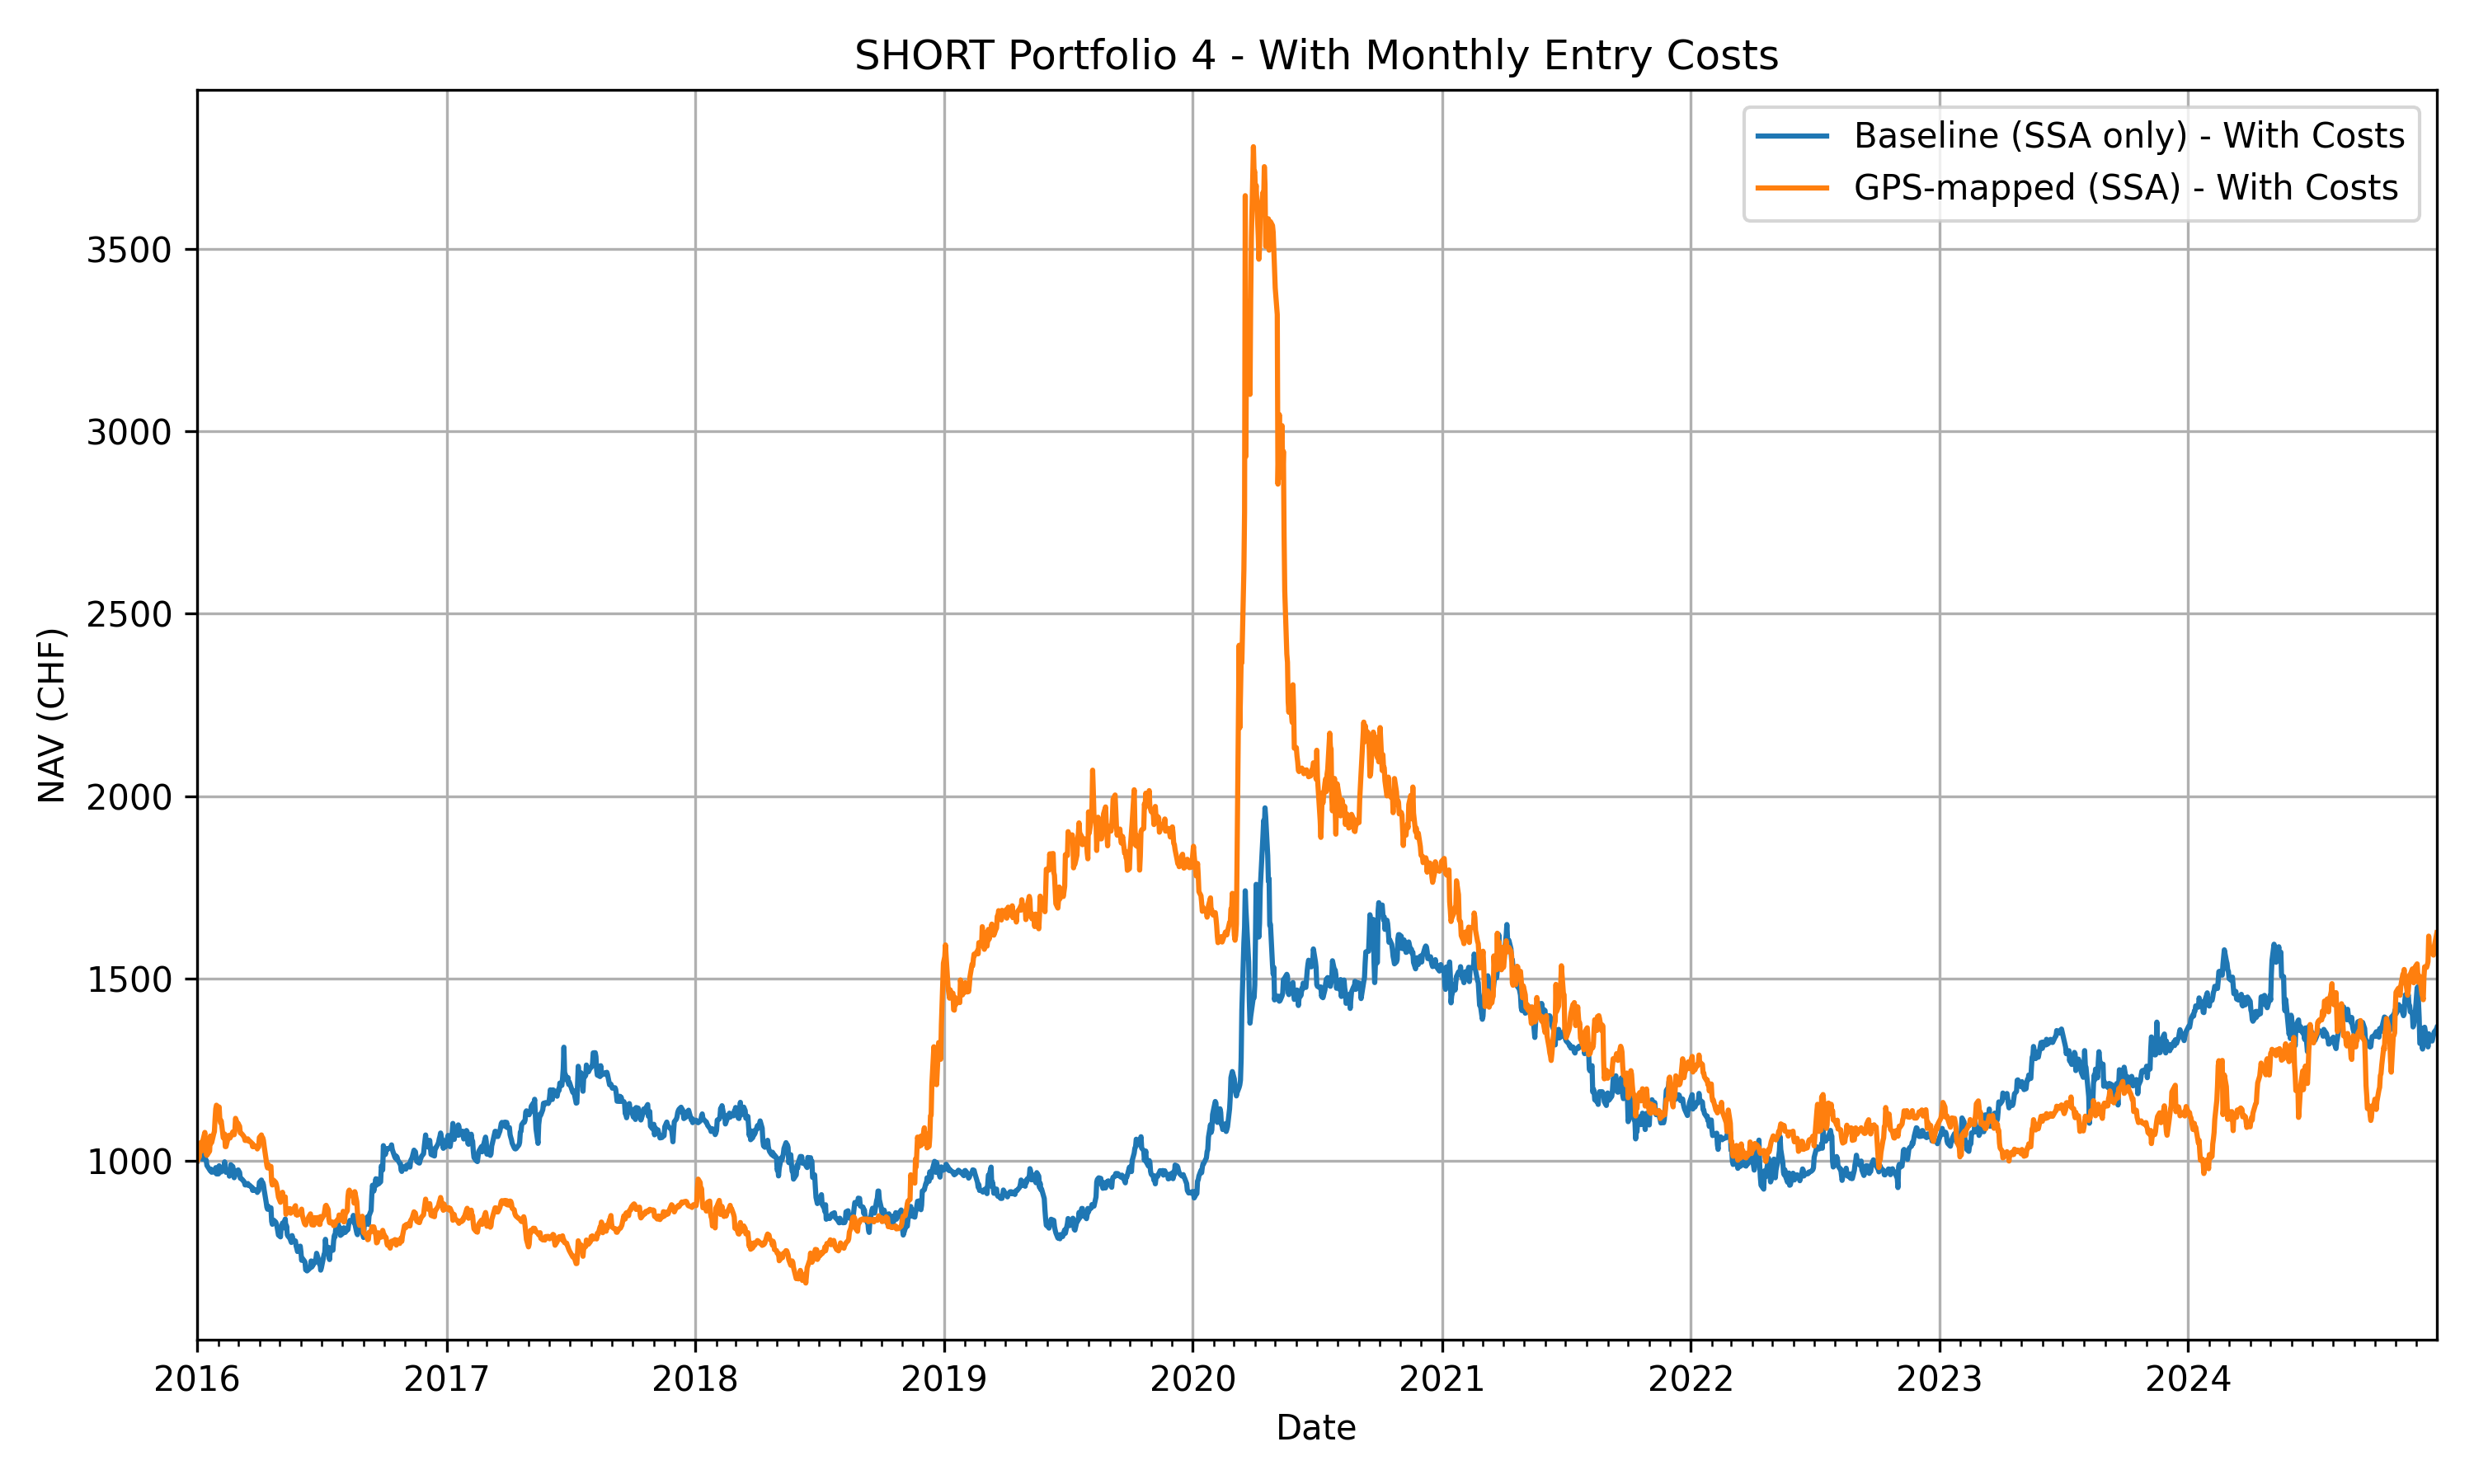 SHORT Portfolio 4 - With Monthly Entry Costs
Baseline (SSA only) - With Costs
GPS-mapped (SSA) - With Costs
NAV (CHF)
3500
3000
2500
2000
1500
1000
2016 2017 2018 2019 2020 2021 2022 2023 2024
Date